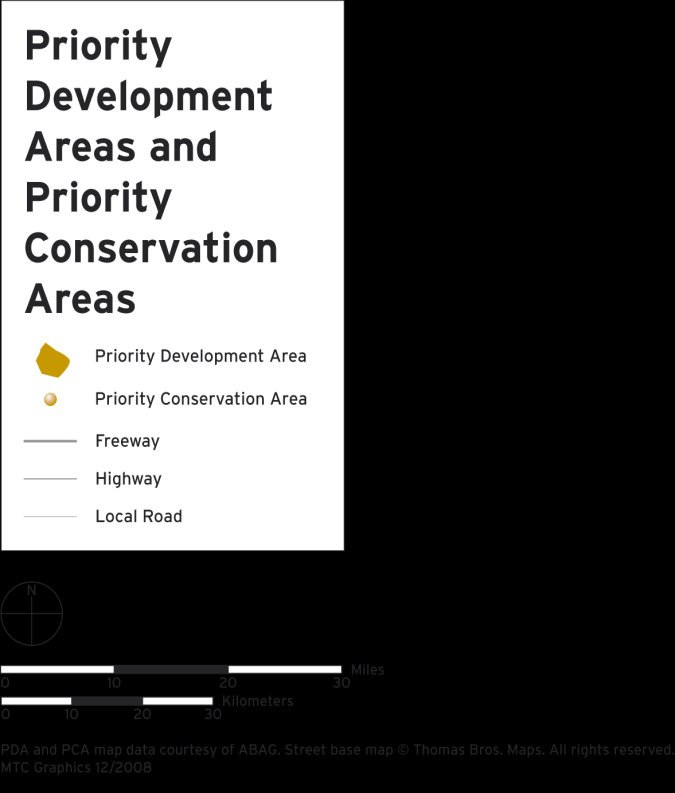 Priority
Development
Areas and
Priority
Conservation
Areas
Priority Development Area
Priority Conservation Area
Freeway
Highway
Local Road
N
Miles
0 10 20 30
Kilometers
0 10 20 30
PDA and PCA map data courtesy of ABAG. Street base map © Thomas Bros. Maps. All rights reserved.
MTC Graphics 12/2008